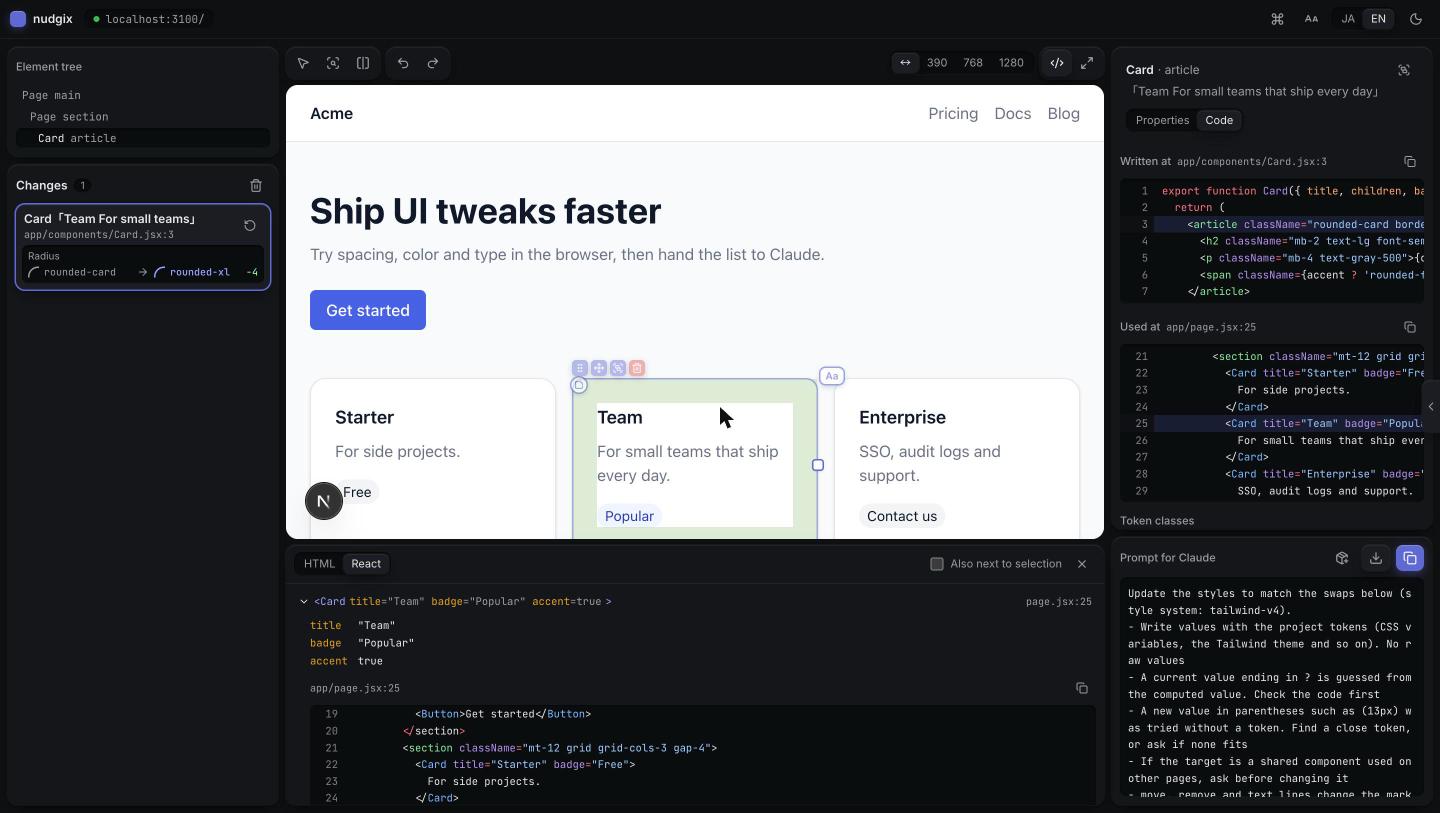 nudgix
localhost:3100/
⌘
AA
JA
EN
Element tree
Page main
Page section
Card article
Changes 1
Card「Team For small teams」
app/components/Card.jsx:3
Radius
rounded-card → rounded-xl -4
390
768
1280
Acme
Pricing
Docs
Blog
Ship UI tweaks faster
Try spacing, color and type in the browser, then hand the list to Claude.
Get started
Aa
Starter
For side projects.
Free
N
Team
For small teams that ship
every day.
Popular
Enterprise
SSO, audit logs and
support.
Contact us
HTML
React
Also next to selection
<Card title="Team" badge="Popular" accent=true >
page.jsx:25
title "Team"
badge "Popular"
accent true
app/page.jsx:25
19 <Button>Get started</Button>
20 </section>
21 <section className="mt-12 grid grid-cols-3 gap-4">
22 <Card title="Starter" badge="Free">
23 For side projects.
24 </Card>
Card · article
「Team For small teams that ship every day」
Properties
Code
Written at app/components/Card.jsx:3
1 export function Card({ title, children, ba
2 return (
3 <article className="rounded-card borde
4 <h2 className="mb-2 text-lg font-sem
5 <p className="mb-4 text-gray-500">{c
6 <span className={accent ? 'rounded-f
7 </article>
Used at app/page.jsx:25
21 <section className="mt-12 grid gri
22 <Card title="Starter" badge="Fre
23 For side projects.
24 </Card>
25 <Card title="Team" badge="Popula
26 For small teams that ship ever
27 </Card>
28 <Card title="Enterprise" badge="
29 SSO, audit logs and support.
Token classes
Prompt for Claude
Update the styles to match the swaps below (s
tyle system: tailwind-v4).
- Write values with the project tokens (CSS v
ariables, the Tailwind theme and so on). No r
aw values
- A current value ending in ? is guessed from
the computed value. Check the code first
- A new value in parentheses such as (13px) w
as tried without a token. Find a close token,
or ask if none fits
- If the target is a shared component used on
other pages, ask before changing it
- move, remove and text lines change the mark